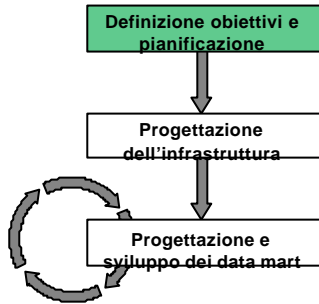 Definizione obiettivi e
pianificazione
Progettazione
dell'infrastruttura
Progettazione e
sviluppo dei data mart